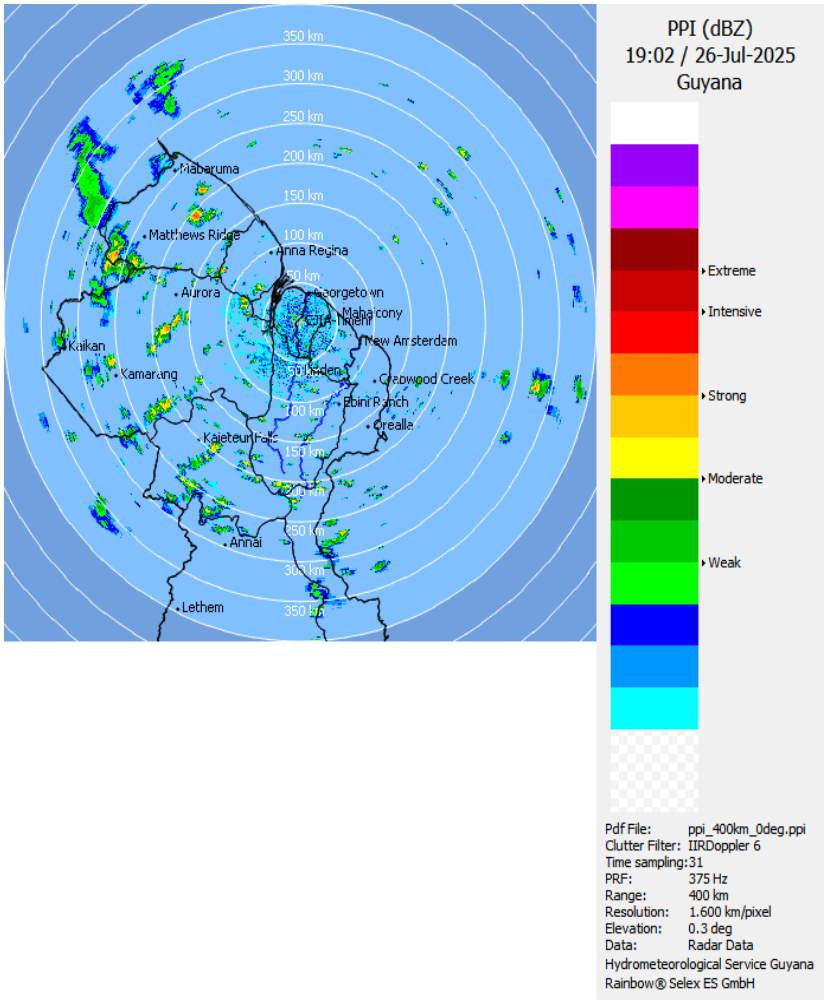 PPI (dBZ)
19:02 / 26-Jul-2025
Guyana
350 km
300 km
250 km
200 km
Mabaruma
150 km
Matthews Ridge
100 km
Anna Regina
50 km
Aurora
Georgetown
Mahaicony
CJIA-Timehri
New Amsterdam
Kaikan
50 km
Linden
Kamarang
Crabwood Creek
Ebini Ranch
100 km
Orealla
Kaieteur Falls
150 km
200 km
250 km
Annai
300 km
Lethem
350 km
Extreme
Intensive
Strong
Moderate
Weak
Pdf File: ppi_400km_0deg.ppi
Clutter Filter: IIRDoppler 6
Time sampling:31
PRF: 375 Hz
Range: 400 km
Resolution: 1.600 km/pixel
Elevation: 0.3 deg
Data: Radar Data
Hydrometeorological Service Guyana
Rainbow® Selex ES GmbH